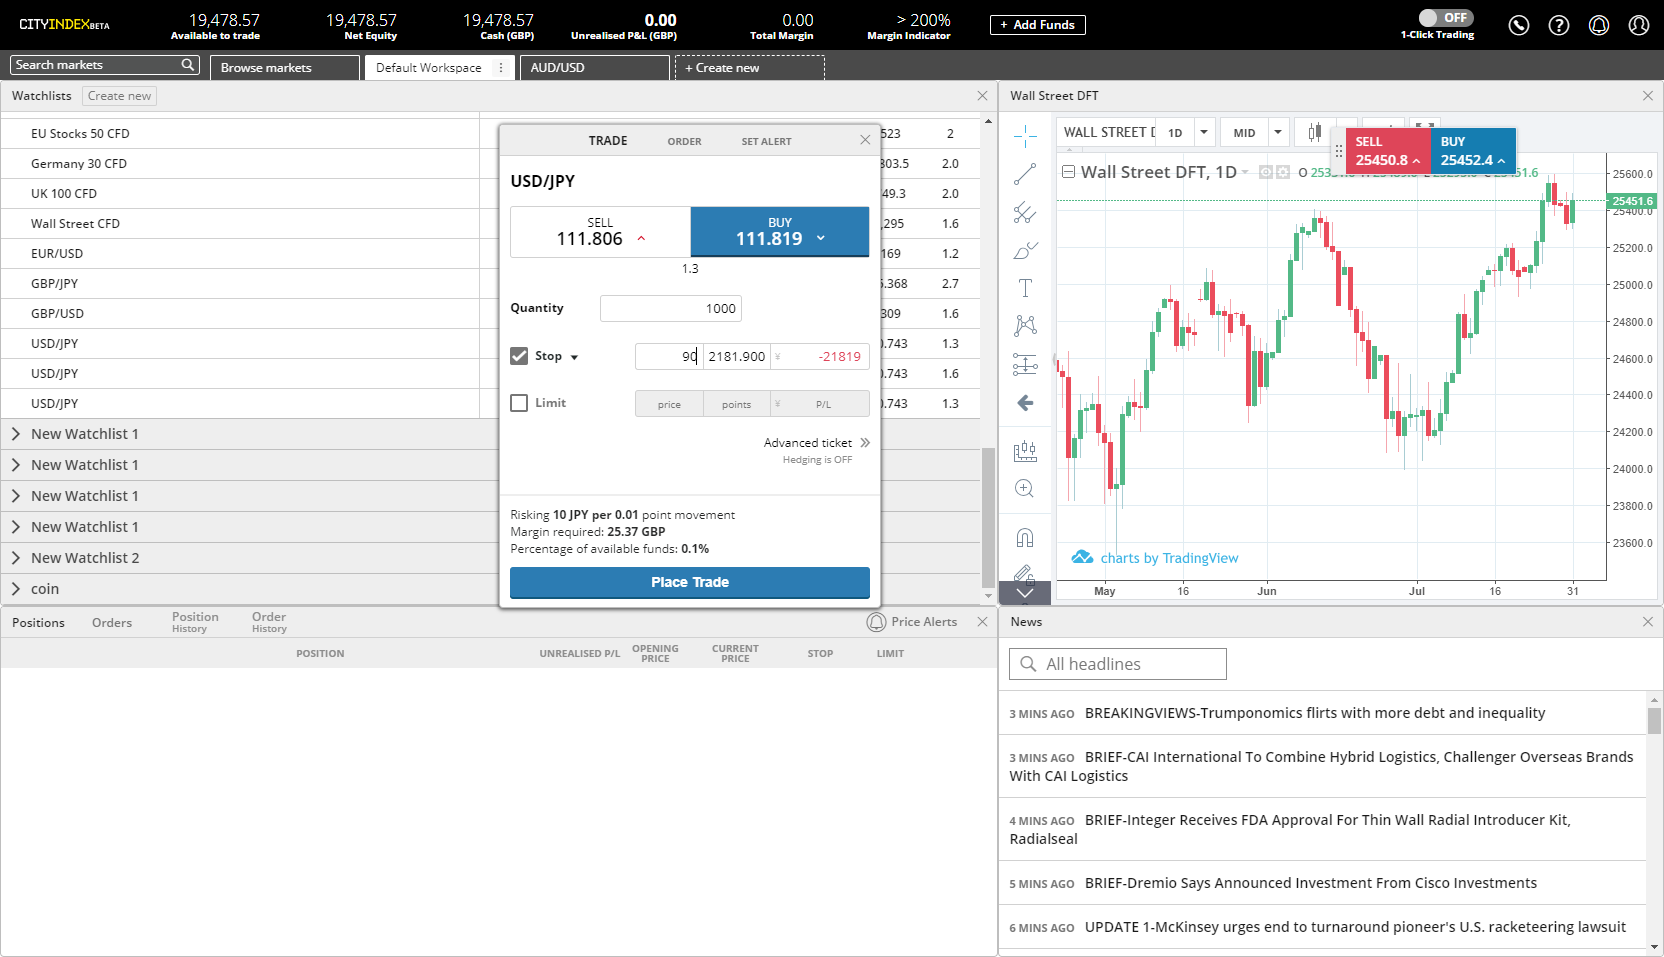 CITYINDEXBETA
19,478.57
Available to trade
19,478.57
Net Equity
19,478.57
Cash (GBP)
0.00
Unrealised P&L (GBP)
0.00
Total Margin
> 200%
Margin Indicator
+ Add Funds
OFF
1-Click Trading
Search markets
Browse markets
Default Workspace
AUD/USD
+ Create new
Watchlists
Create new
EU Stocks 50 CFD 523 2
Germany 30 CFD 303.5 2.0
UK 100 CFD 49.3 2.0
Wall Street CFD ,295 1.6
EUR/USD 169 1.2
GBP/JPY .368 2.7
GBP/USD 309 1.6
USD/JPY 0.743 1.3
USD/JPY 0.743 1.6
USD/JPY 0.743 1.3
New Watchlist 1
New Watchlist 1
New Watchlist 1
New Watchlist 1
New Watchlist 2
coin
TRADE ORDER SET ALERT
USD/JPY
SELL
111.806
BUY
111.819
1.3
Quantity 1000
Stop 90 2181.900 ¥ -21819
Limit price points ¥ P/L
Advanced ticket
Hedging is OFF
Risking 10 JPY per 0.01 point movement
Margin required: 25.37 GBP
Percentage of available funds: 0.1%
Place Trade
Wall Street DFT
WALL STREET D 1D MID
SELL
25450.8
BUY
25452.4
Wall Street DFT, 1D
25600.0
25451.6
25400.0
25200.0
25000.0
24800.0
24600.0
24400.0
24200.0
24000.0
23800.0
23600.0
charts by TradingView
May 16 Jun Jul 16 31
Positions
Orders
Position
History
Order
History
Price Alerts
POSITION
UNREALISED P/L
OPENING
PRICE
CURRENT
PRICE
STOP
LIMIT
News
All headlines
3 MINS AGO BREAKINGVIEWS-Trumponomics flirts with more debt and inequality
3 MINS AGO BRIEF-CAI International To Combine Hybrid Logistics, Challenger Overseas Brands
With CAI Logistics
4 MINS AGO BRIEF-Integer Receives FDA Approval For Thin Wall Radial Introducer Kit,
Radialseal
5 MINS AGO BRIEF-Dremio Says Announced Investment From Cisco Investments
6 MINS AGO UPDATE 1-McKinsey urges end to turnaround pioneer's U.S. racketeering lawsuit